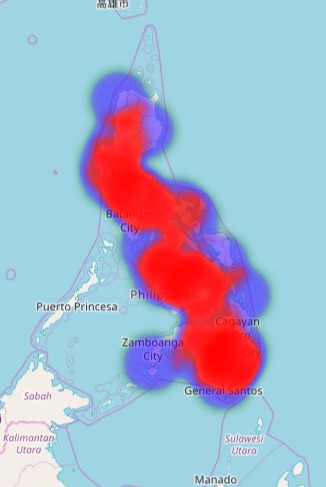 高雄市
Batangas
City
Philippines
Puerto Princesa
Cagayan
Oro
City
Zamboanga
City
General Santos
Sabah
Kalimantan
Utara
Sulawesi
Utara
Manado